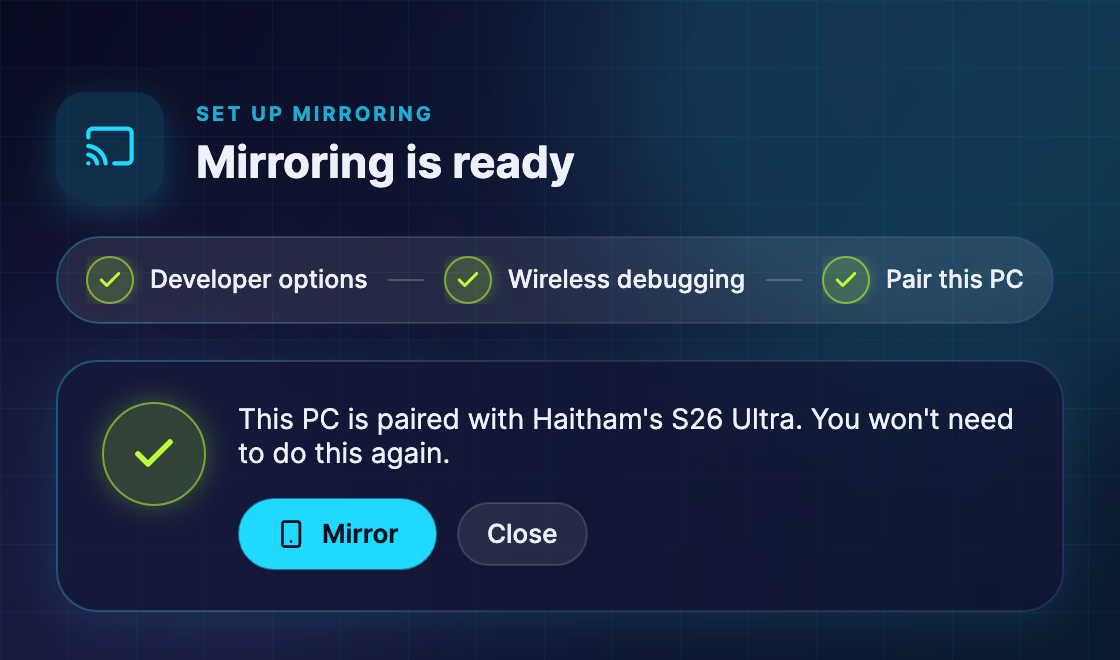 SET UP MIRRORING
Mirroring is ready
Developer options
Wireless debugging
Pair this PC
This PC is paired with Haitham's S26 Ultra. You won't need
to do this again.
Mirror
Close